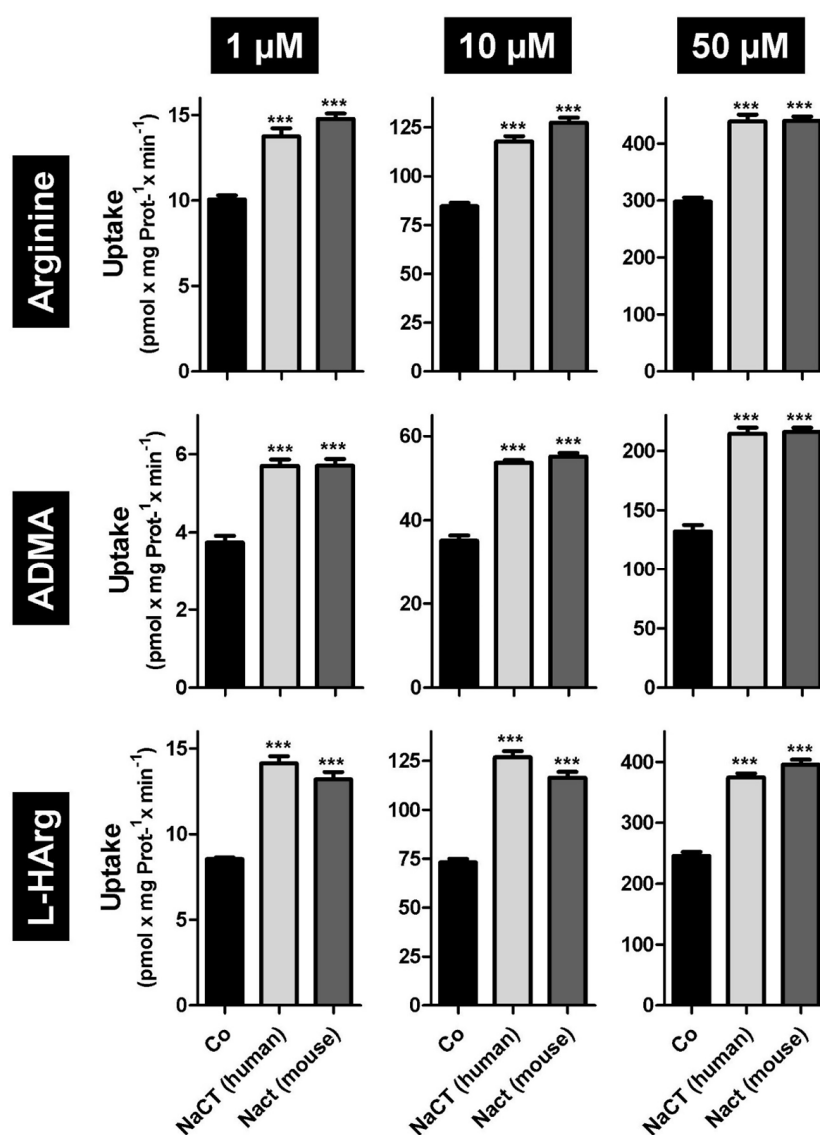 1 µM
10 µM
50 µM
Arginine
Uptake
(pmol x mg Prot-¹ x min⁻¹)
15
10
5
0
***
***
125
100
75
50
25
0
***
***
400
300
200
100
0
***
***
ADMA
Uptake
(pmol x mg Prot-¹ x min⁻¹)
6
4
2
0
***
***
60
40
20
0
***
***
200
150
100
50
0
***
***
L-HArg
Uptake
(pmol x mg Prot-¹ x min⁻¹)
15
10
5
0
***
***
125
100
75
50
25
0
***
***
400
300
200
100
0
***
***
Co
NaCT (human)
Nact (mouse)
Co
NaCT (human)
Nact (mouse)
Co
NaCT (human)
Nact (mouse)